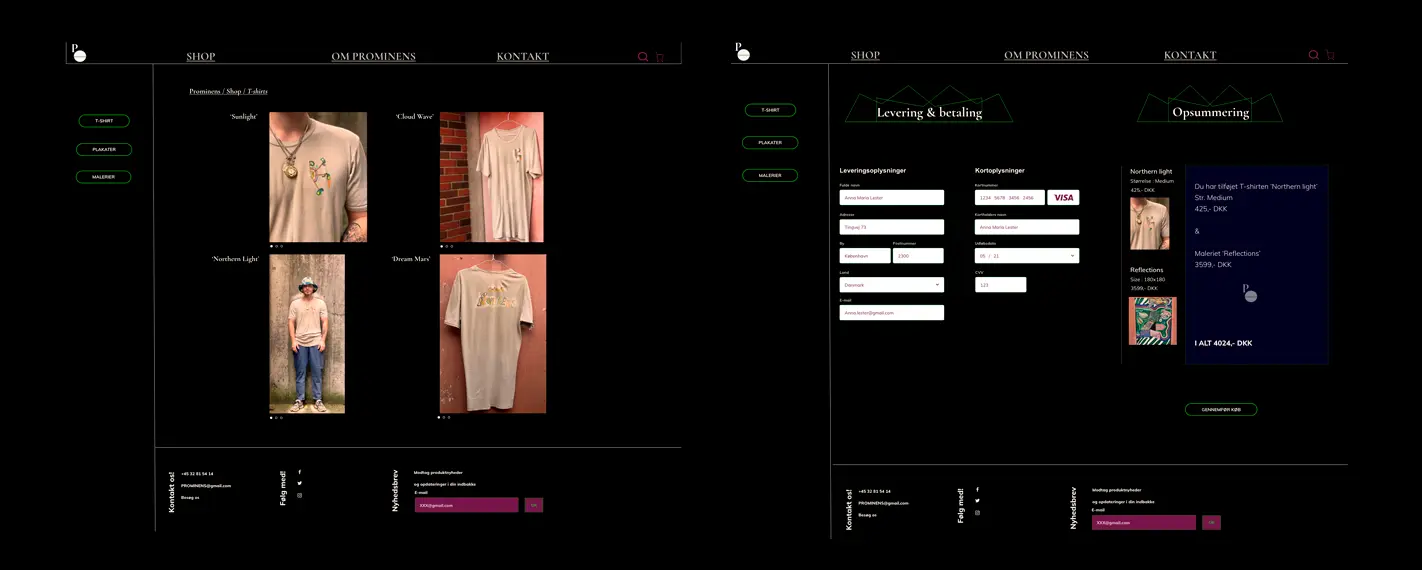 P
SHOP
OM PROMINENS
KONTAKT
Prominens / Shop / T-shirts
T-SHIRT
PLAKATER
MALERIER
'Sunlight'
'Cloud Wave'
'Northern Light'
'Dream Mars'
Kontakt os!
+45 32 81 54 14
PROMINENS@gmail.com
Besøg os
Følg med!
Nyhedsbrev
Modtag produktnyheder
og opdateringer i din indbakke
E-mail
XXX@gmail.com
P
SHOP
OM PROMINENS
KONTAKT
T-SHIRT
PLAKATER
MALERIER
Levering & betaling
Leveringsoplysninger
Fulde navn
Anna Maria Lester
Adresse
Tingvej 73
By
Postnummer
København
2300
Land
Danmark
E-mail
Anna.lester@gmail.com
Kortoplysninger
Kortnummer
1234 5678 3456 2456
VISA
Kortholders navn
Anna Maria Lester
Udløbsdato
05 / 21
CVV
123
Opsummering
Northern light
Størrelse : Medium
425,- DKK
Reflections
Size : 180x180
3599,- DKK
Du har tilføjet T-shirten 'Northern light'
Str. Medium
425,- DKK
&
Maleriet 'Reflections'
3599,- DKK
P
I ALT 4024,- DKK
GENNEMFØR KØB
Kontakt os!
+45 32 81 54 14
PROMINENS@gmail.com
Besøg os
Følg med!
Nyhedsbrev
Modtag produktnyheder
og opdateringer i din indbakke
E-mail
XXX@gmail.com